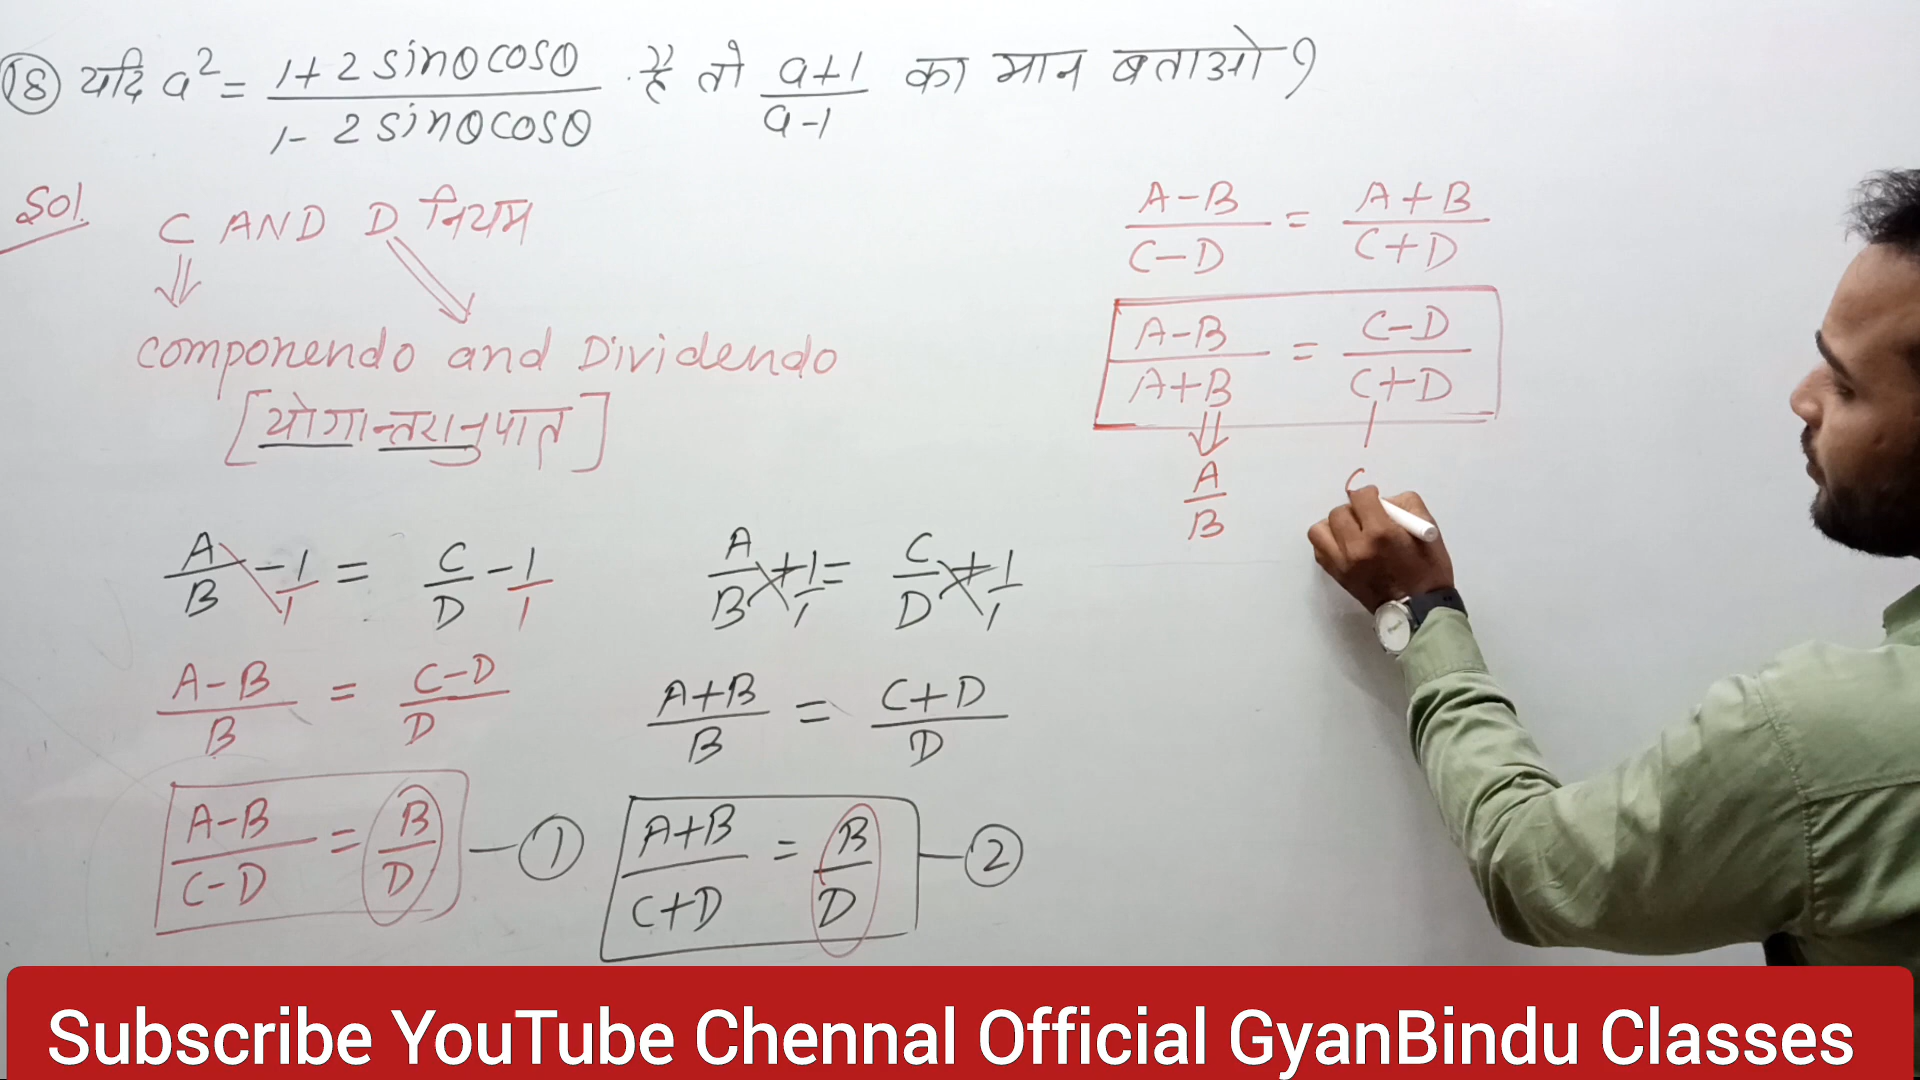 (18) यदि a² = (1+2 sinθ cosθ)/(1-2 sinθ cosθ) है तो (a+1)/(a-1) का मान बताओ?
Sol.
C AND D नियम
componendo and Dividendo
[योगान्तरानुपात]
A/B - 1/1 = C/D - 1/1
(A-B)/B = (C-D)/D
(A-B)/(C-D) = B/D — ①
A/B + 1/1 = C/D + 1/1
(A+B)/B = (C+D)/D
(A+B)/(C+D) = B/D — ②
(A-B)/(C-D) = (A+B)/(C+D)
(A-B)/(A+B) = (C-D)/(C+D)
A/B C
Subscribe YouTube Chennal Official GyanBindu Classes